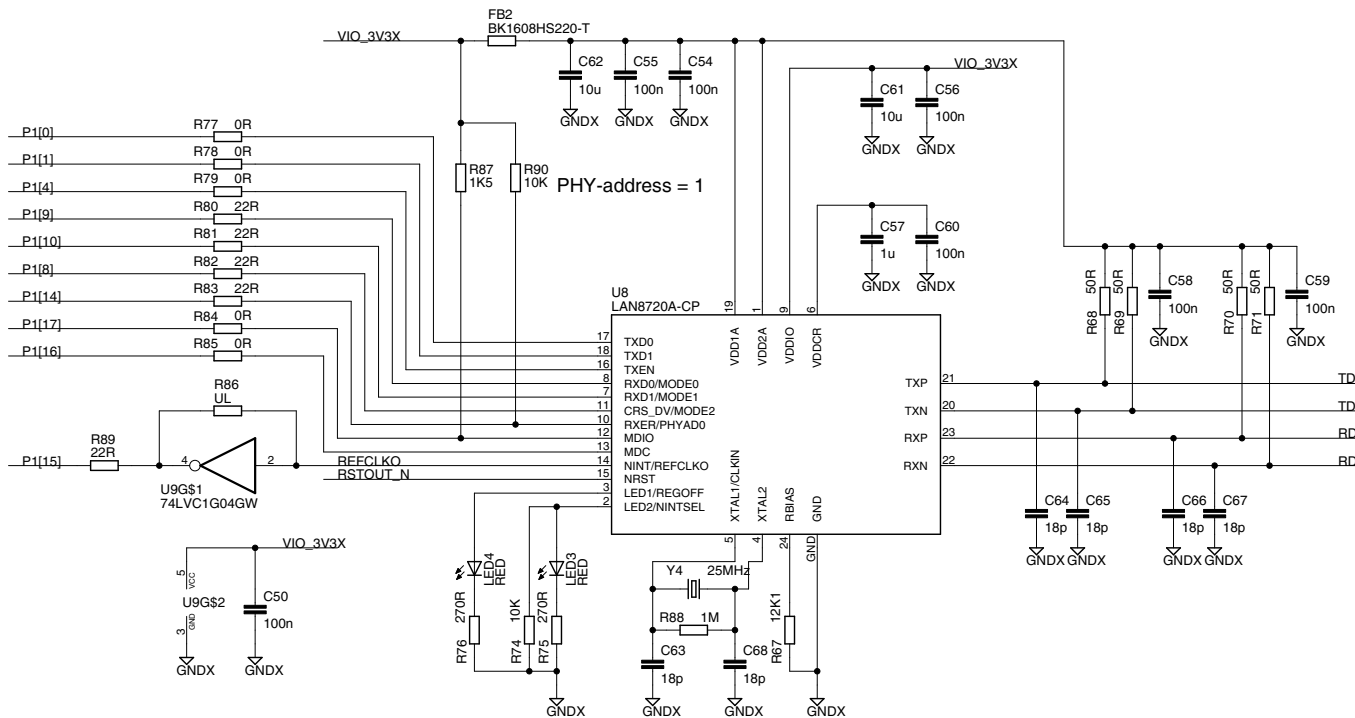 FB2
BK1608HS220-T
VIO_3V3X
C62
10u
C55
100n
C54
100n
GNDX
GNDX
GNDX
VIO_3V3X
C61
10u
C56
100n
GNDX
GNDX
P1[0]
R77 0R
P1[1]
R78 0R
P1[4]
R79 0R
P1[9]
R80 22R
P1[10]
R81 22R
P1[8]
R82 22R
P1[14]
R83 22R
P1[17]
R84 0R
P1[16]
R85 0R
R87
1K5
R90
10K
PHY-address = 1
C57
1u
C60
100n
GNDX
GNDX
R68 50R
R69 50R
C58
100n
GNDX
R70 50R
R71 50R
C59
100n
GNDX
U8
LAN8720A-CP
19
VDD1A
1
VDD2A
9
VDDIO
6
VDDCR
17 TXD0
18 TXD1
16 TXEN
8 RXD0/MODE0
7 RXD1/MODE1
11 CRS_DV/MODE2
10 RXER/PHYAD0
12 MDIO
13 MDC
14 NINT/REFCLKO
15 NRST
3 LED1/REGOFF
2 LED2/NINTSEL
TXP 21 TD
TXN 20 TD
RXP 23 RD
RXN 22 RD
XTAL1/CLKIN
5
XTAL2
4
RBIAS
24
GND
GND
R86
UL
P1[15]
R89
22R
4
2
REFCLKO
RSTOUT_N
U9G$1
74LVC1G04GW
VIO_3V3X
5
VCC
U9G$2
GND
3
C50
100n
GNDX
GNDX
LED4
RED
LED3
RED
R76 270R
R74 10K
R75 270R
GNDX
Y4 25MHz
R88 1M
C63
18p
C68
18p
GNDX
GNDX
R67 12K1
GNDX
C64
18p
C65
18p
C66
18p
C67
18p
GNDX
GNDX
GNDX
GNDX